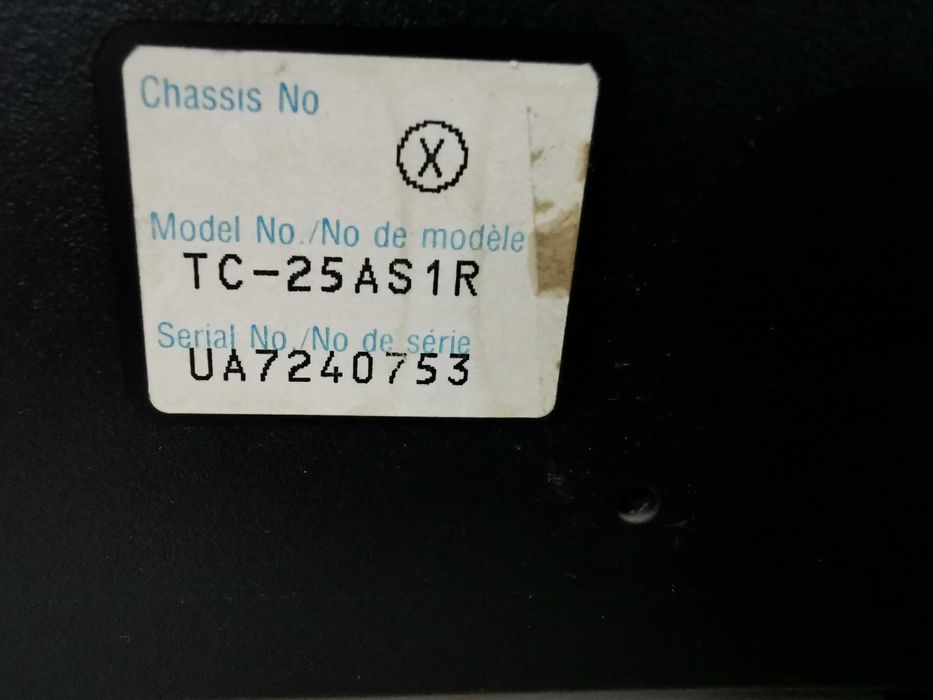 Chassis No
X
Model No./No de modèle
TC-25AS1R
Serial No./No de série
UA7240753